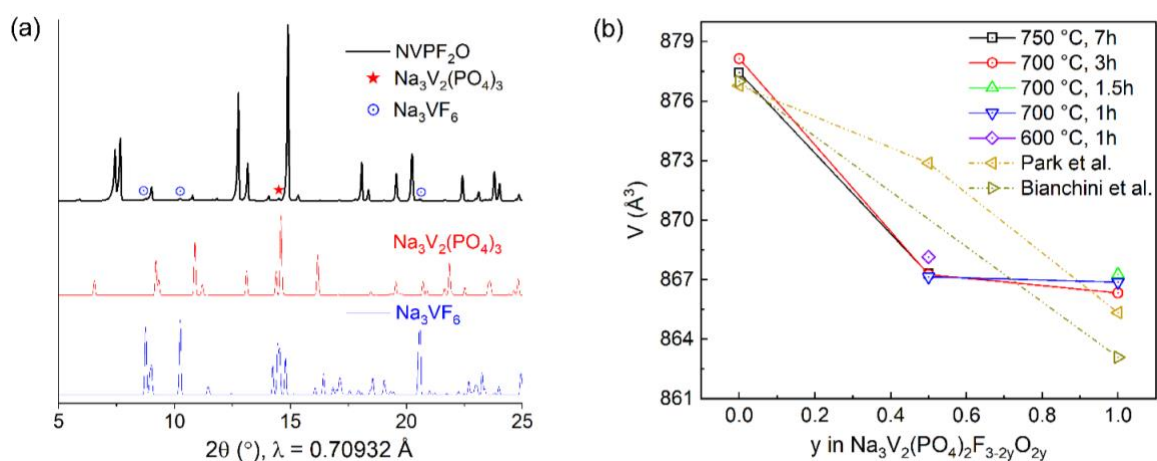 (a)
NVPF₂O
Na₃V₂(PO₄)₃
Na₃VF₆
Na₃V₂(PO₄)₃
Na₃VF₆
5 10 15 20 25
2θ (°), λ = 0.70932 Å
(b)
879
876
873
870
867
864
861
V (Å³)
750 °C, 7h
700 °C, 3h
700 °C, 1.5h
700 °C, 1h
600 °C, 1h
Park et al.
Bianchini et al.
0.0 0.2 0.4 0.6 0.8 1.0
y in Na₃V₂(PO₄)₂F₃₋₂yO₂y